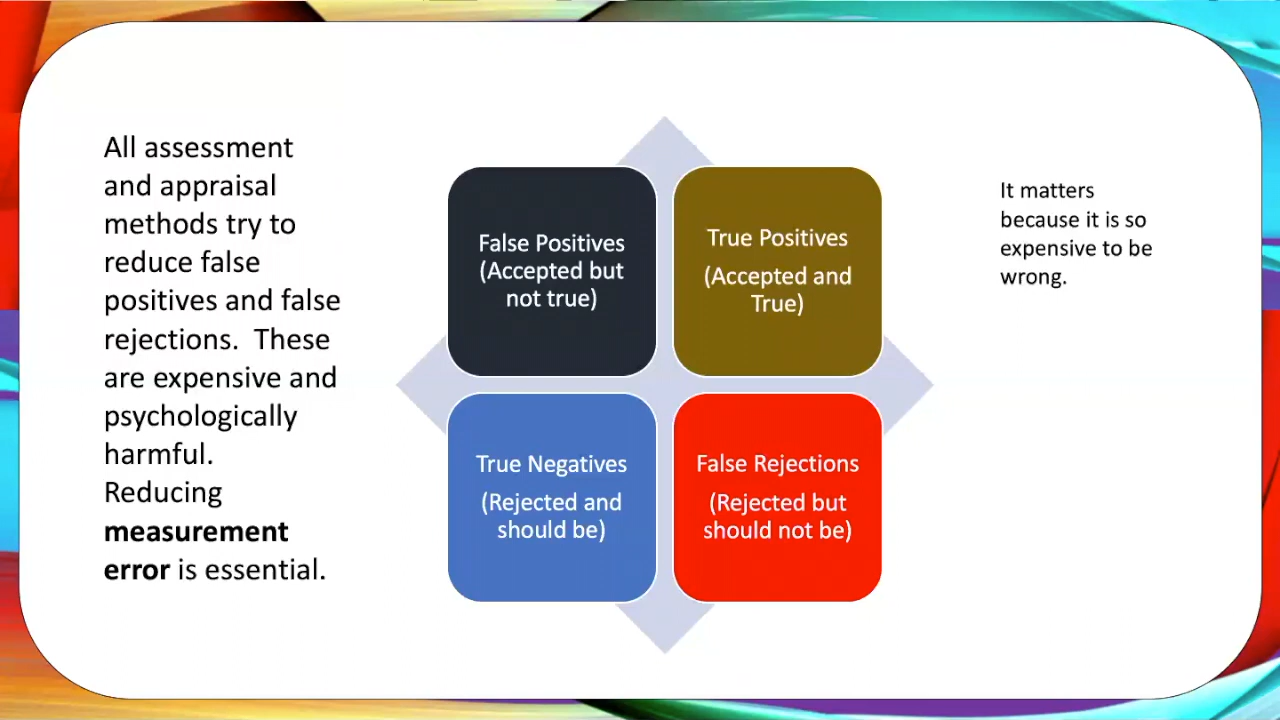 All assessment
and appraisal
methods try to
reduce false
positives and false
rejections.  These
are expensive and
psychologically
harmful.
Reducing
measurement
error is essential.
False Positives
(Accepted but
not true)
True Positives
(Accepted and
True)
True Negatives
(Rejected and
should be)
False Rejections
(Rejected but
should not be)
It matters
because it is so
expensive to be
wrong.